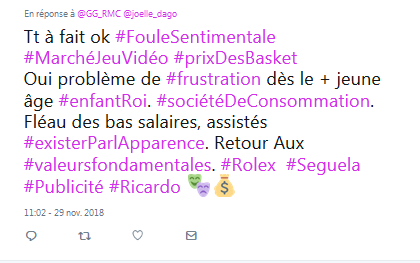 En réponse à @GG_RMC @joelle_dago
Tt à fait ok #FouleSentimentale
#MarchéJeuVidéo #prixDesBasket
Oui problème de #frustration dès le + jeune
âge #enfantRoi. #sociétéDeConsommation.
Fléau des bas salaires, assistés
#existerParlApparence. Retour Aux
#valeursfondamentales. #Rolex #Seguela
#Publicité #Ricardo 🎭💰
11:02 - 29 nov. 2018